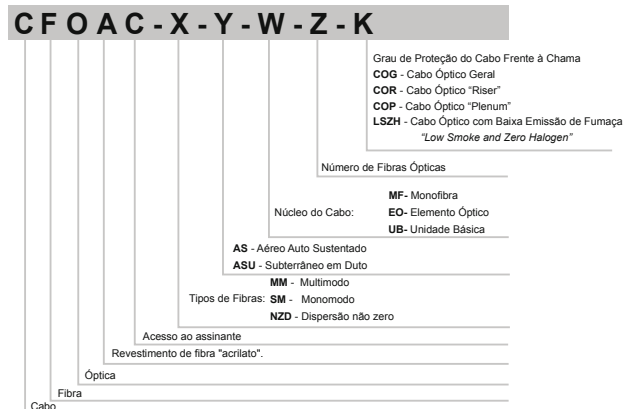 CFOAC-X-Y-W-Z-K
Grau de Proteção do Cabo Frente à Chama
COG - Cabo Óptico Geral
COR - Cabo Óptico “Riser”
COP - Cabo Óptico “Plenum”
LSZH - Cabo Óptico com Baixa Emissão de Fumaça
“Low Smoke and Zero Halogen”
Número de Fibras Ópticas
MF- Monofibra
Núcleo do Cabo: EO- Elemento Óptico
UB- Unidade Básica
AS - Aéreo Auto Sustentado
ASU - Subterrâneo em Duto
MM - Multimodo
Tipos de Fibras: SM - Monomodo
NZD - Dispersão não zero
Acesso ao assinante
Revestimento de fibra "acrilato".
Óptica
Fibra
Cabo